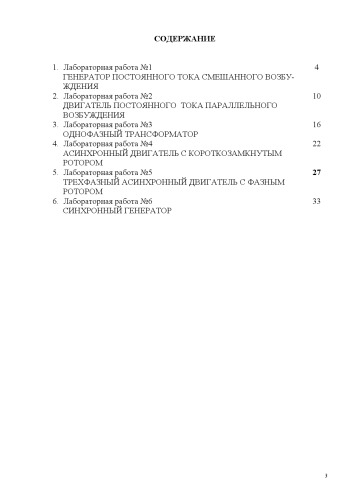 СОДЕРЖАНИЕ
1. Лабораторная работа №1 4
ГЕНЕРАТОР ПОСТОЯННОГО ТОКА СМЕШАННОГО ВОЗБУ-
ЖДЕНИЯ
2. Лабораторная работа №2 10
ДВИГАТЕЛЬ ПОСТОЯННОГО ТОКА ПАРАЛЛЕЛЬНОГО
ВОЗБУЖДЕНИЯ
3. Лабораторная работа №3 16
ОДНОФАЗНЫЙ ТРАНСФОРМАТОР
4. Лабораторная работа №4 22
АСИНХРОННЫЙ ДВИГАТЕЛЬ С КОРОТКОЗАМКНУТЫМ
РОТОРОМ
5. Лабораторная работа №5 27
ТРЕХФАЗНЫЙ АСИНХРОННЫЙ ДВИГАТЕЛЬ С ФАЗНЫМ
РОТОРОМ
6. Лабораторная работа №6 33
СИНХРОННЫЙ ГЕНЕРАТОР
3